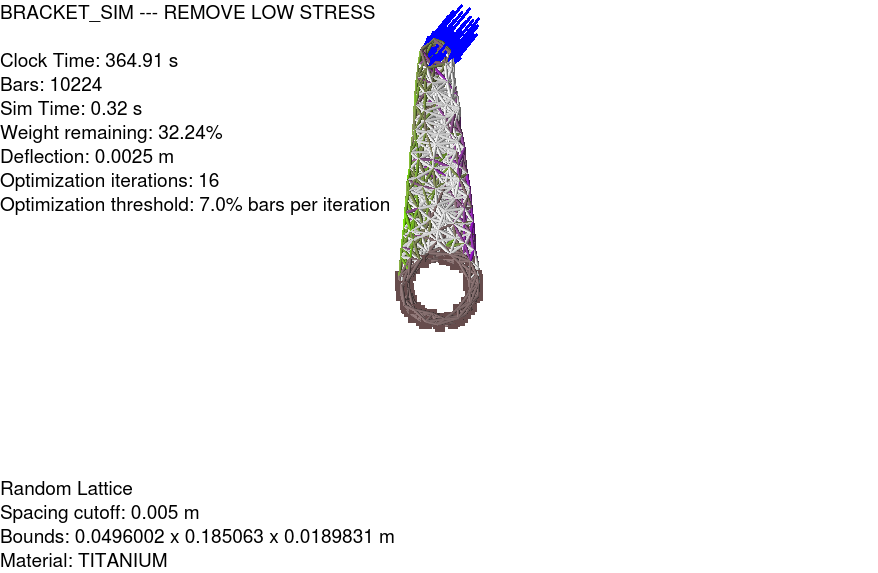 BRACKET_SIM --- REMOVE LOW STRESS
Clock Time: 364.91 s
Bars: 10224
Sim Time: 0.32 s
Weight remaining: 32.24%
Deflection: 0.0025 m
Optimization iterations: 16
Optimization threshold: 7.0% bars per iteration
Random Lattice
Spacing cutoff: 0.005 m
Bounds: 0.0496002 x 0.185063 x 0.0189831 m
Material: TITANIUM